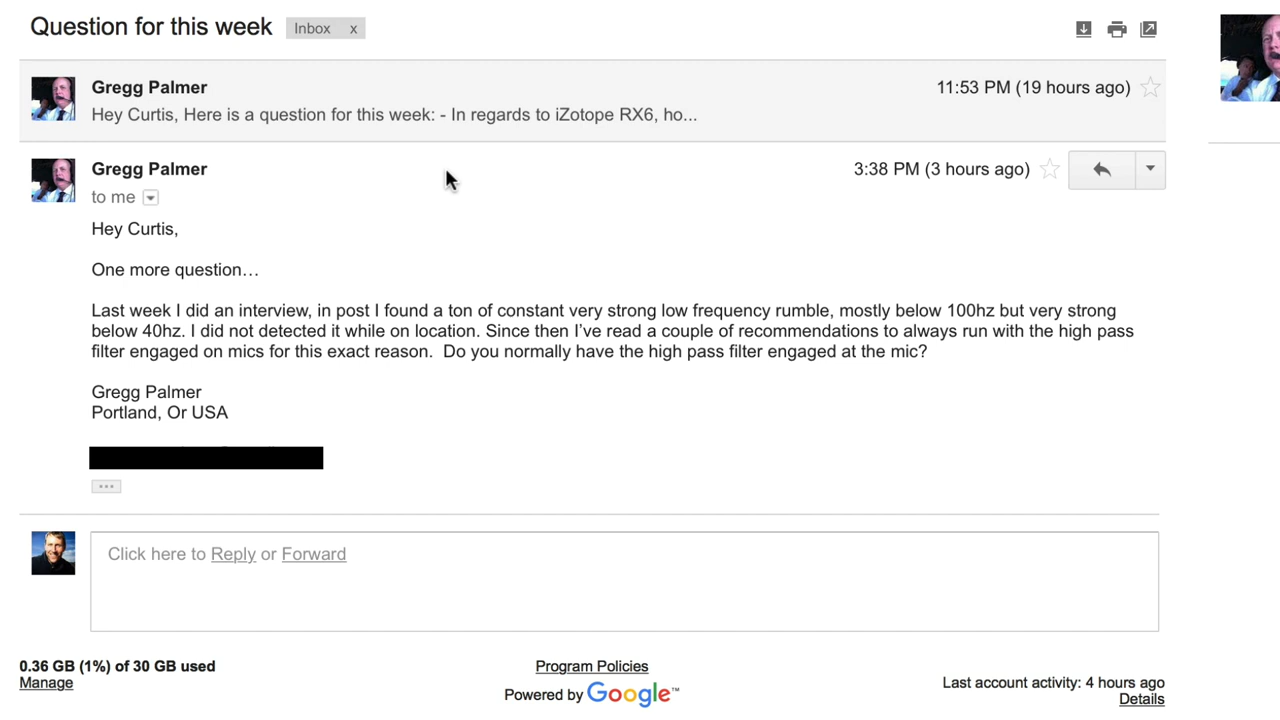 Question for this week Inbox x
Gregg Palmer 11:53 PM (19 hours ago)
Hey Curtis, Here is a question for this week: - In regards to iZotope RX6, ho...
Gregg Palmer 3:38 PM (3 hours ago)
to me
Hey Curtis,
One more question…
Last week I did an interview, in post I found a ton of constant very strong low frequency rumble, mostly below 100hz but very strong
below 40hz. I did not detected it while on location. Since then I've read a couple of recommendations to always run with the high pass
filter engaged on mics for this exact reason.  Do you normally have the high pass filter engaged at the mic?
Gregg Palmer
Portland, Or USA
Click here to Reply or Forward
0.36 GB (1%) of 30 GB used
Manage
Program Policies
Powered by Google™
Last account activity: 4 hours ago
Details